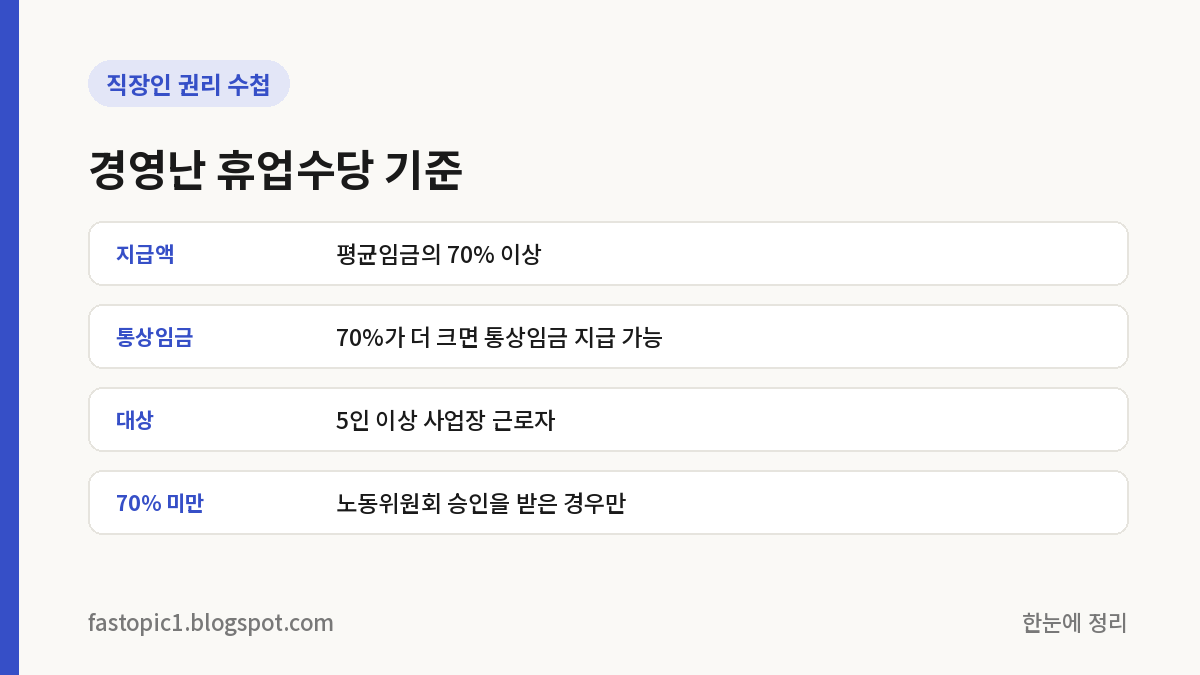 직장인 권리 수첩
경영난 휴업수당 기준
지급액 평균임금의 70% 이상
통상임금 70%가 더 크면 통상임금 지급 가능
대상 5인 이상 사업장 근로자
70% 미만 노동위원회 승인을 받은 경우만
fastopic1.blogspot.com 한눈에 정리